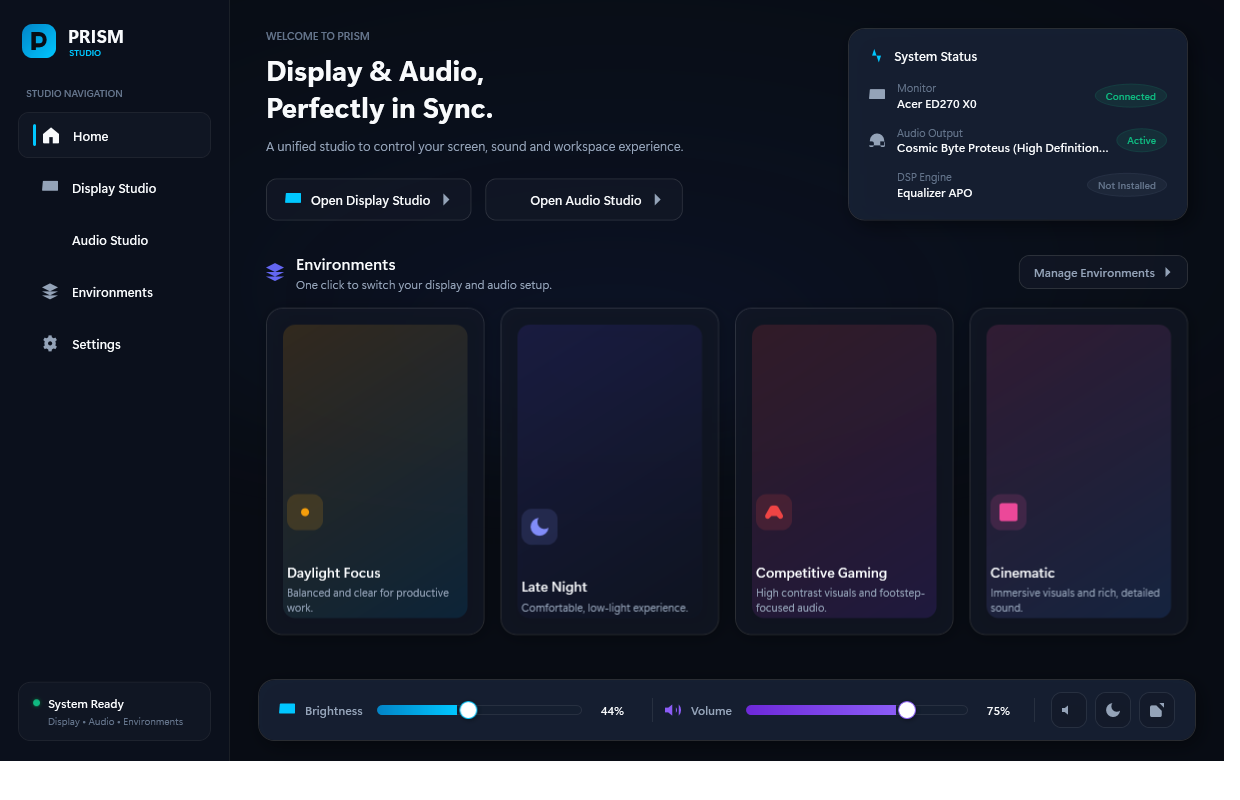 PRISM
STUDIO
STUDIO NAVIGATION
Home
Display Studio
Audio Studio
Environments
Settings
System Ready
Display • Audio • Environments
WELCOME TO PRISM
Display & Audio,
Perfectly in Sync.
A unified studio to control your screen, sound and workspace experience.
Open Display Studio
Open Audio Studio
System Status
Monitor
Acer ED270 X0
Connected
Audio Output
Cosmic Byte Proteus (High Definition...
Active
DSP Engine
Equalizer APO
Not Installed
Environments
One click to switch your display and audio setup.
Manage Environments
Daylight Focus
Balanced and clear for productive
work.
Late Night
Comfortable, low-light experience.
Competitive Gaming
High contrast visuals and footstep-
focused audio.
Cinematic
Immersive visuals and rich, detailed
sound.
Brightness
44%
Volume
75%